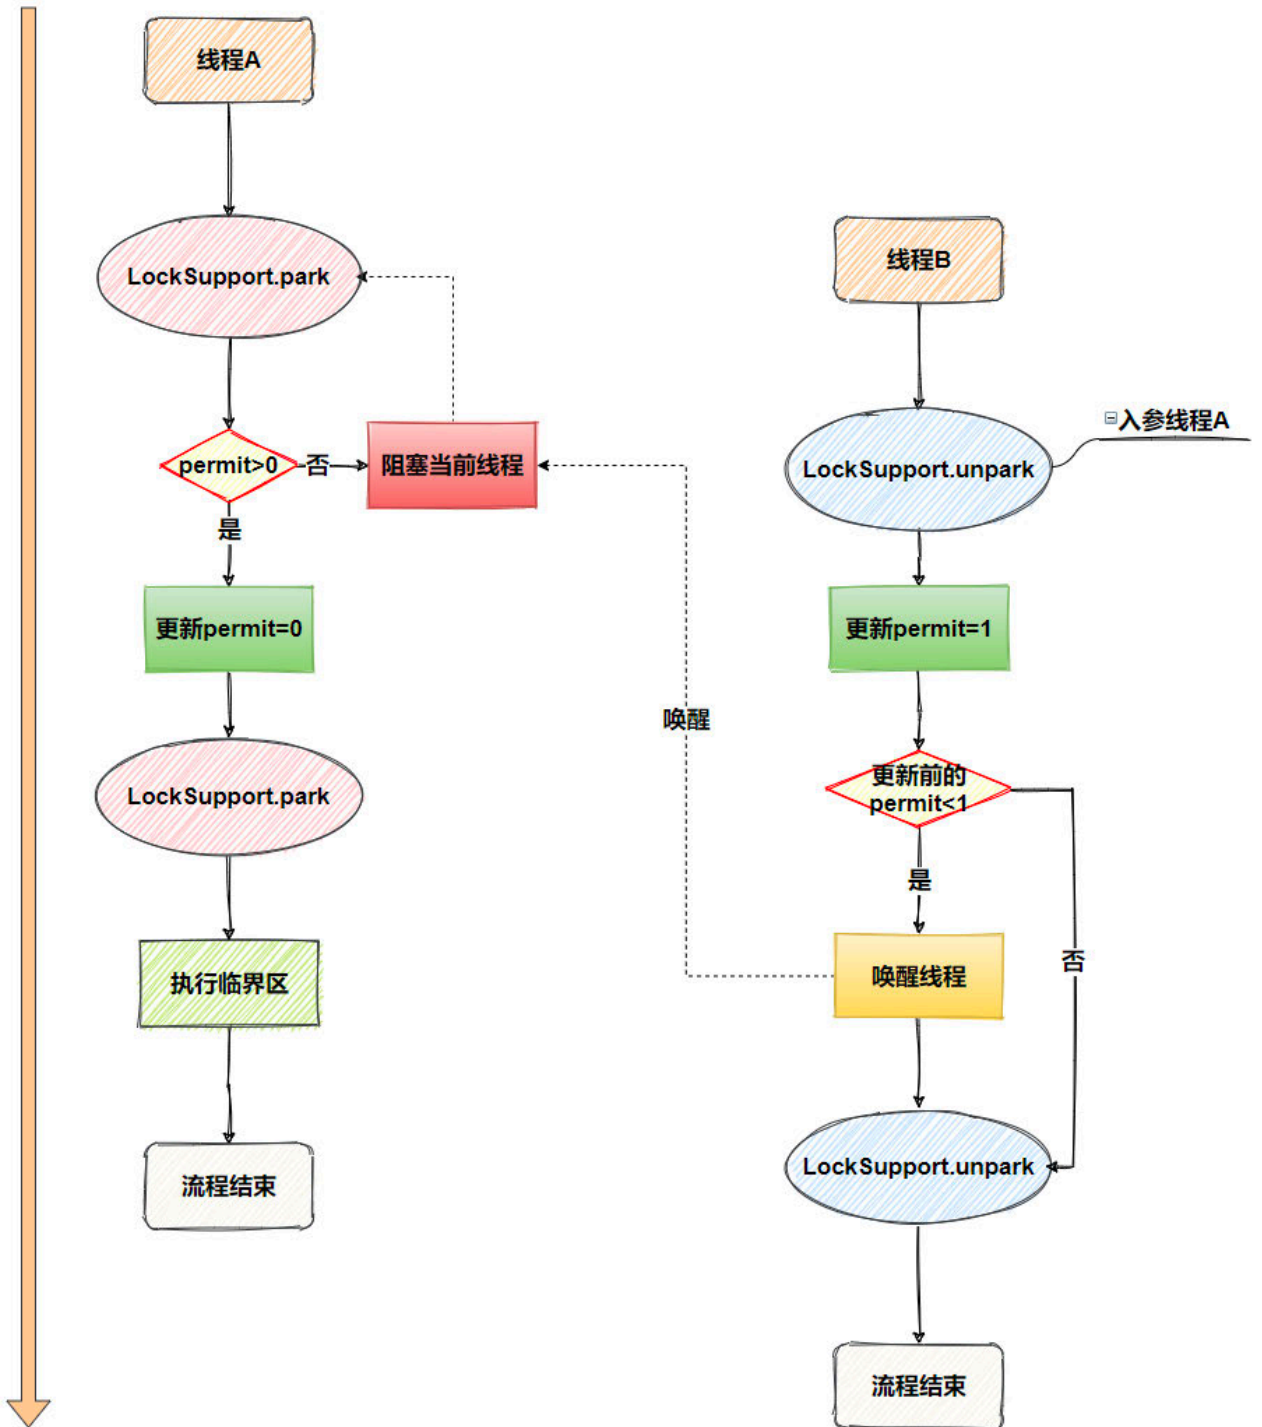 线程A
LockSupport.park
permit>0
否
阻塞当前线程
是
更新permit=0
LockSupport.park
执行临界区
流程结束
唤醒
线程B
LockSupport.unpark
入参线程A
更新permit=1
更新前的
permit<1
是
否
唤醒线程
LockSupport.unpark
流程结束